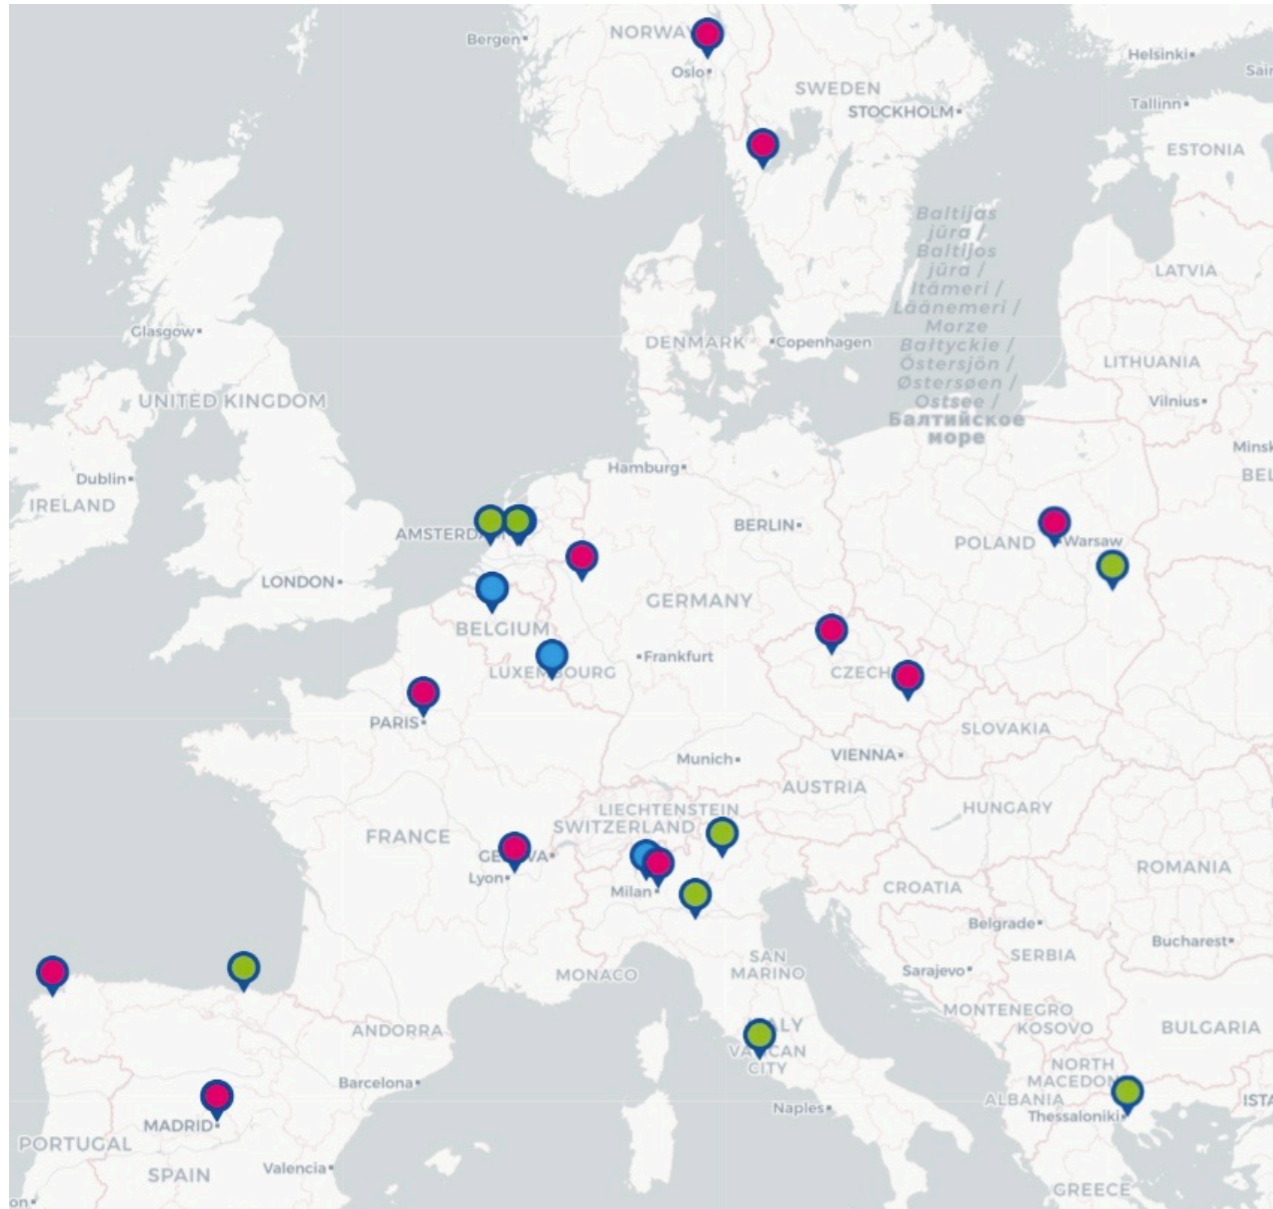 Bergen
NORWAY
Oslo
Helsinki
SWEDEN
STOCKHOLM
Tallinn
ESTONIA
Baltijas
jūra /
Baltijos
jūra /
Itämeri /
Läänemeri /
Morze
Bałtyckie /
Östersjön /
Østersøen /
Ostsee /
Балтийское
море
LATVIA
Glasgow
DENMARK
Copenhagen
LITHUANIA
UNITED KINGDOM
Vilnius
Minsk
Hamburg
Dublin
IRELAND
BERLIN
POLAND
Warsaw
LONDON
GERMANY
BELGIUM
Frankfurt
LUXEMBOURG
CZECH
PARIS
SLOVAKIA
Munich
VIENNA
AUSTRIA
LIECHTENSTEIN
HUNGARY
SWITZERLAND
FRANCE
GENEVA
ROMANIA
Lyon
Milan
CROATIA
Belgrade
Bucharest
SAN
MARINO
SERBIA
MONACO
Sarajevo
MONTENEGRO
KOSOVO
BULGARIA
ANDORRA
ITALY
VATICAN
CITY
NORTH
MACEDON
Barcelona
ALBANIA
Naples
Thessaloniki
MADRID
PORTUGAL
SPAIN
Valencia
GREECE